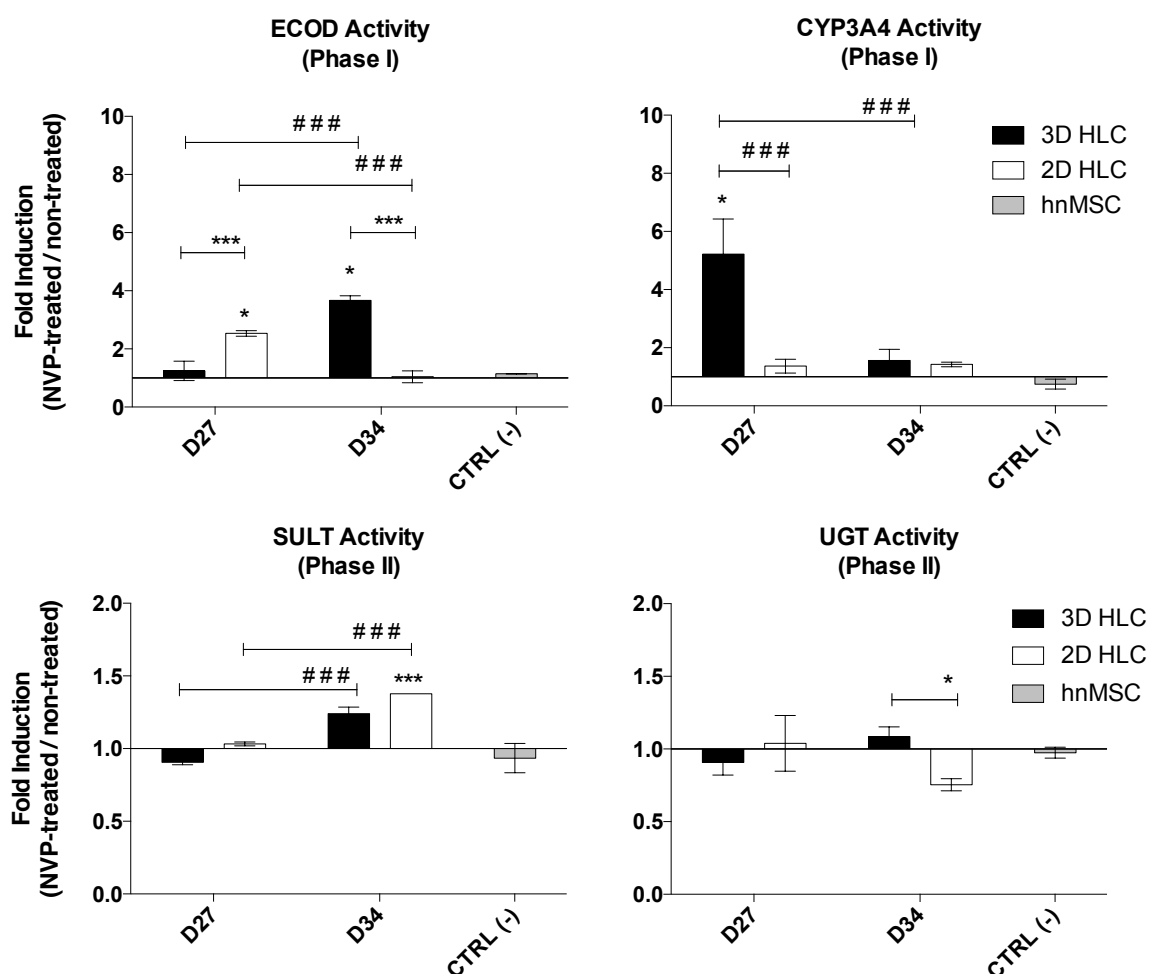 ECOD Activity
(Phase I)
Fold Induction
(NVP-treated / non-treated)
10
8
6
4
2
0
# # #
# # #
***
***
*
*
D27
D34
CTRL (-)
CYP3A4 Activity
(Phase I)
10
8
6
4
2
0
# # #
# # #
*
3D HLC
2D HLC
hnMSC
D27
D34
CTRL (-)
SULT Activity
(Phase II)
Fold Induction
(NVP-treated / non-treated)
2.0
1.5
1.0
0.5
0.0
# # #
# # #
***
D27
D34
CTRL (-)
UGT Activity
(Phase II)
2.0
1.5
1.0
0.5
0.0
*
3D HLC
2D HLC
hnMSC
D27
D34
CTRL (-)